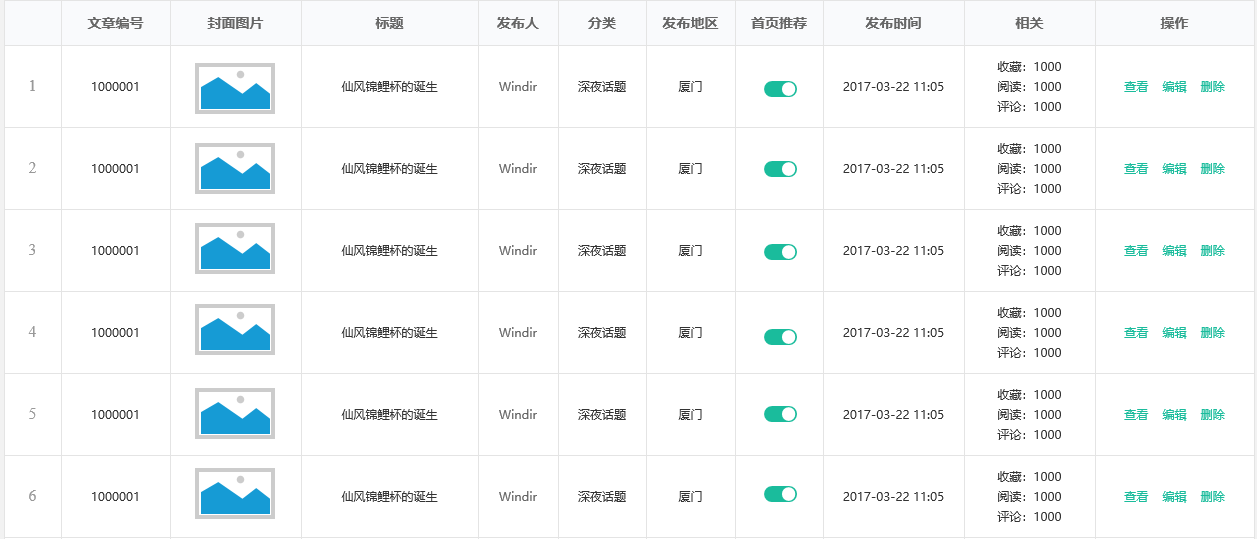 文章编号 封面图片 标题 发布人 分类 发布地区 首页推荐 发布时间 相关 操作
收藏：1000
1 1000001 仙风锦鲤杯的诞生 Windir 深夜话题 厦门 2017-03-22 11:05 阅读：1000 查看 编辑 删除
评论：1000
收藏：1000
2 1000001 仙风锦鲤杯的诞生 Windir 深夜话题 厦门 2017-03-22 11:05 阅读：1000 查看 编辑 删除
评论：1000
收藏：1000
3 1000001 仙风锦鲤杯的诞生 Windir 深夜话题 厦门 2017-03-22 11:05 阅读：1000 查看 编辑 删除
评论：1000
收藏：1000
4 1000001 仙风锦鲤杯的诞生 Windir 深夜话题 厦门 2017-03-22 11:05 阅读：1000 查看 编辑 删除
评论：1000
收藏：1000
5 1000001 仙风锦鲤杯的诞生 Windir 深夜话题 厦门 2017-03-22 11:05 阅读：1000 查看 编辑 删除
评论：1000
收藏：1000
6 1000001 仙风锦鲤杯的诞生 Windir 深夜话题 厦门 2017-03-22 11:05 阅读：1000 查看 编辑 删除
评论：1000